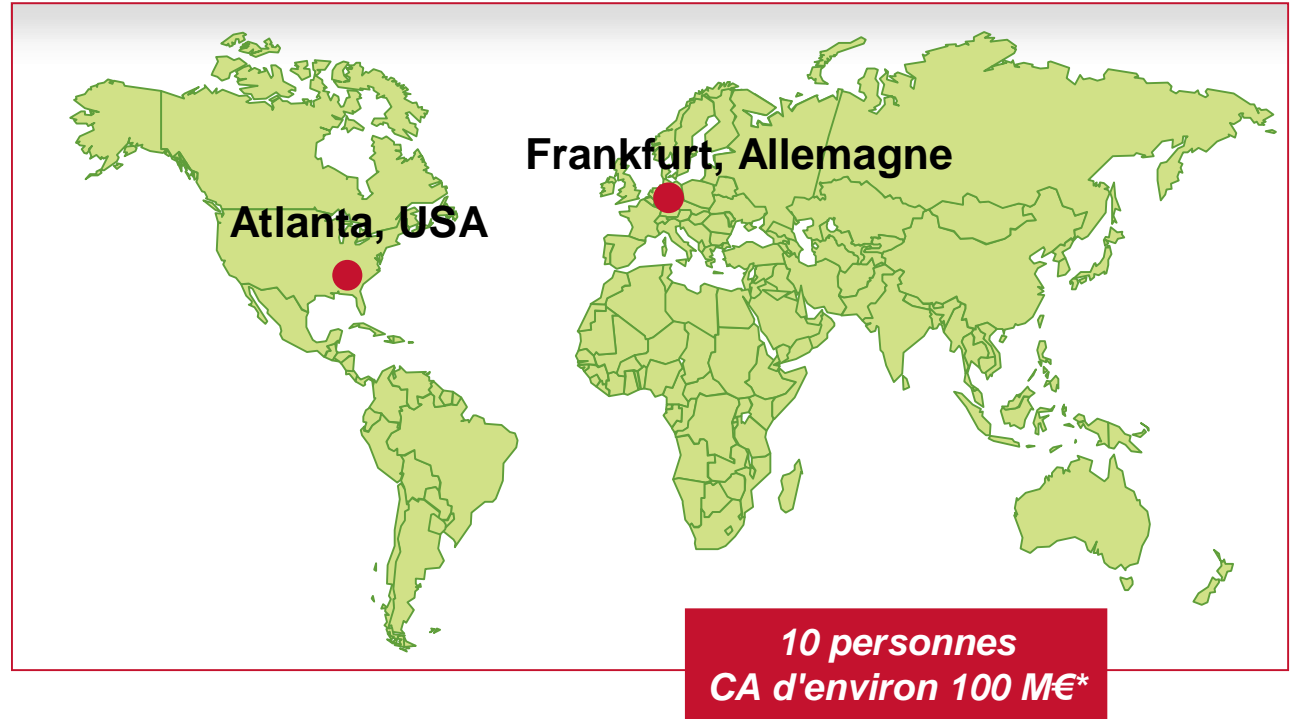 Frankfurt, Allemagne
Atlanta, USA
10 personnes
CA d'environ 100 M€*